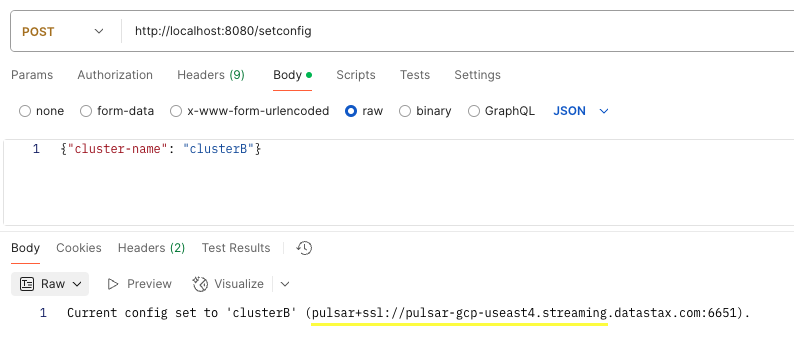 POST http://localhost:8080/setconfig
Params Authorization Headers (9) Body Scripts Tests Settings
none form-data x-www-form-urlencoded raw binary GraphQL JSON
1 {"cluster-name": "clusterB"}
Body Cookies Headers (2) Test Results
Raw Preview Visualize
1 Current config set to 'clusterB' (pulsar+ssl://pulsar-gcp-useast4.streaming.datastax.com:6651).